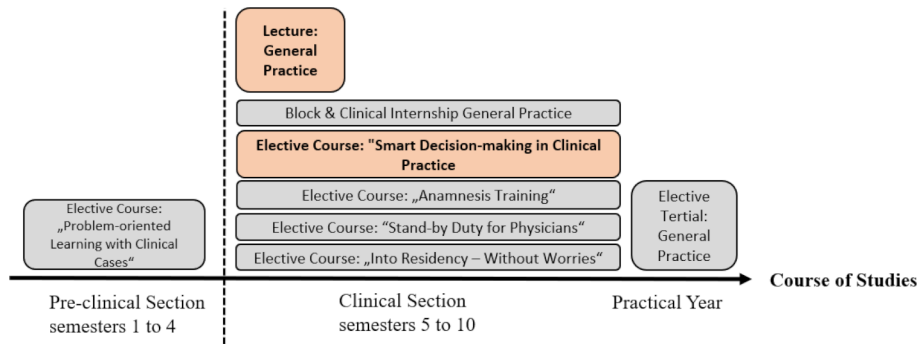 Lecture:
General
Practice
Block & Clinical Internship General Practice
Elective Course: "Smart Decision-making in Clinical
Practice
Elective Course: „Anamnesis Training“
Elective Course: “Stand-by Duty for Physicians“
Elective Course: „Into Residency – Without Worries“
Elective Course:
„Problem-oriented
Learning with Clinical
Cases“
Elective
Tertial:
General
Practice
Course of Studies
Pre-clinical Section
semesters 1 to 4
Clinical Section
semesters 5 to 10
Practical Year